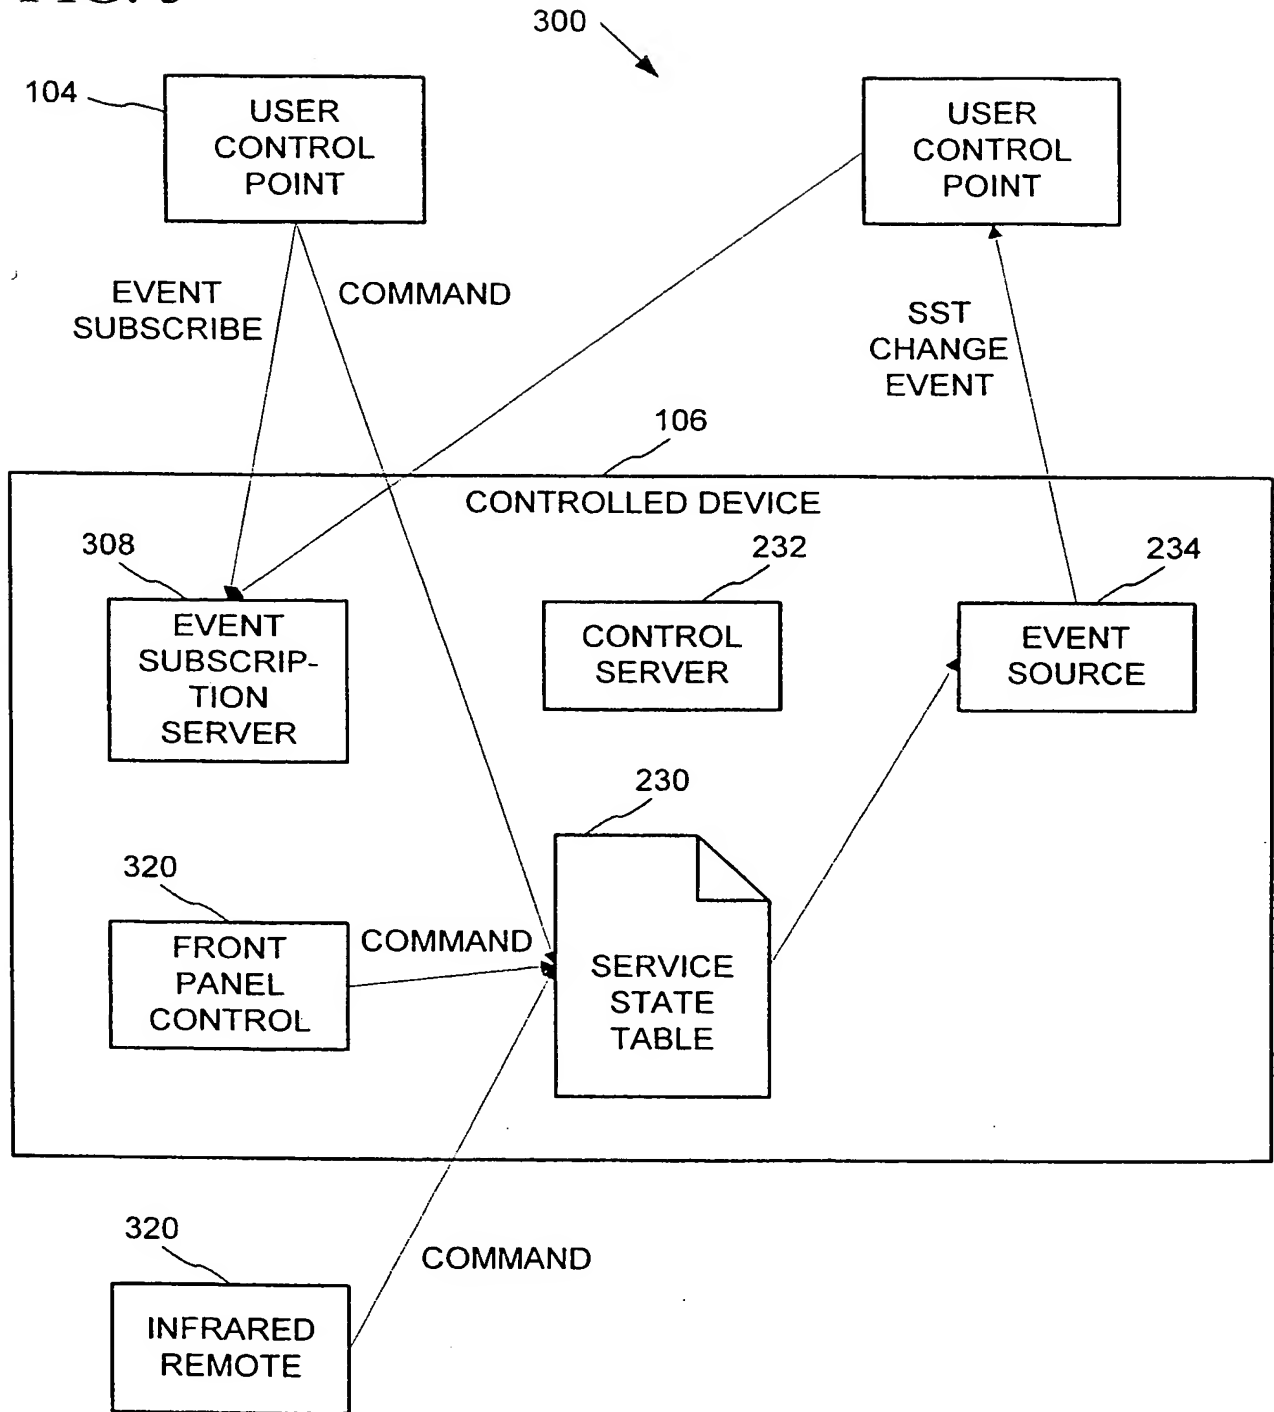 300
104
USER
CONTROL
POINT
USER
CONTROL
POINT
EVENT
SUBSCRIBE
COMMAND
SST
CHANGE
EVENT
106
CONTROLLED DEVICE
308
232
234
EVENT
SUBSCRIP-
TION
SERVER
CONTROL
SERVER
EVENT
SOURCE
230
320
FRONT
PANEL
CONTROL
COMMAND
SERVICE
STATE
TABLE
320
COMMAND
INFRARED
REMOTE